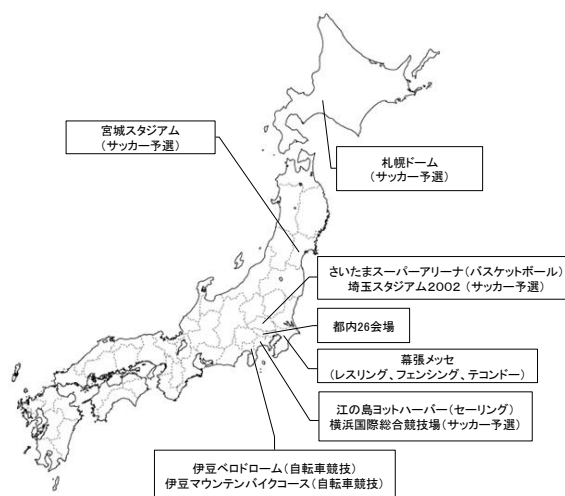 宮城スタジアム
(サッカー予選)
札幌ドーム
(サッカー予選)
さいたまスーパーアリーナ(バスケットボール)
埼玉スタジアム2002 (サッカー予選)
都内26会場
幕張メッセ
(レスリング、フェンシング、テコンドー)
江の島ヨットハーバー(セーリング)
横浜国際総合競技場(サッカー予選)
伊豆ベロドローム(自転車競技)
伊豆マウンテンバイクコース(自転車競技)